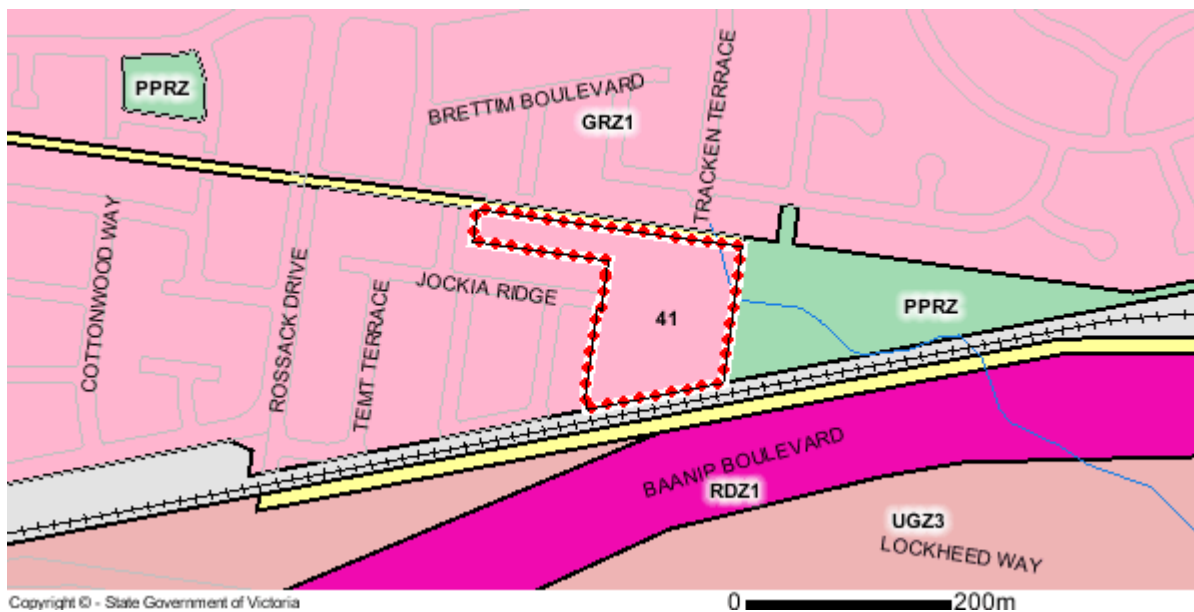 PPRZ
BRETTIM BOULEVARD
GRZ1
TRACKEN TERRACE
COTTONWOOD WAY
ROSSACK DRIVE
JOCKIA RIDGE
TEMT TERRACE
41
PPRZ
BAANIP BOULEVARD
RDZ1
UGZ3
LOCKHEED WAY
Copyright © - State Government of Victoria
0 200m